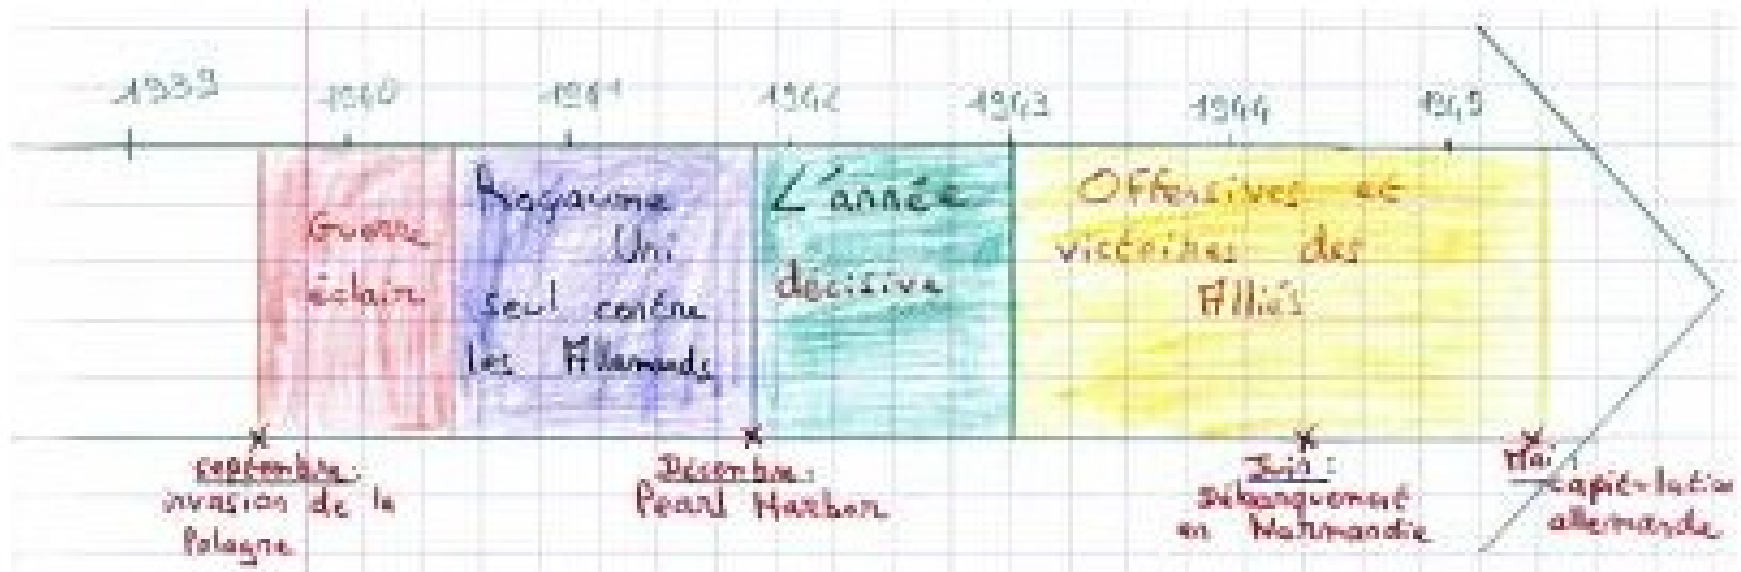 1939 1940 1941 1942 1943 1944 1945
Guerre
éclair
Royaume
Uni
seul contre
les Allemands
L'année
décisive
Offensives et
victoires des
Alliés
septembre:
invasion de la
Pologne
Décembre:
Pearl Harbor
Juin:
Débarquement
en Normandie
Mai:
capitulation
allemande